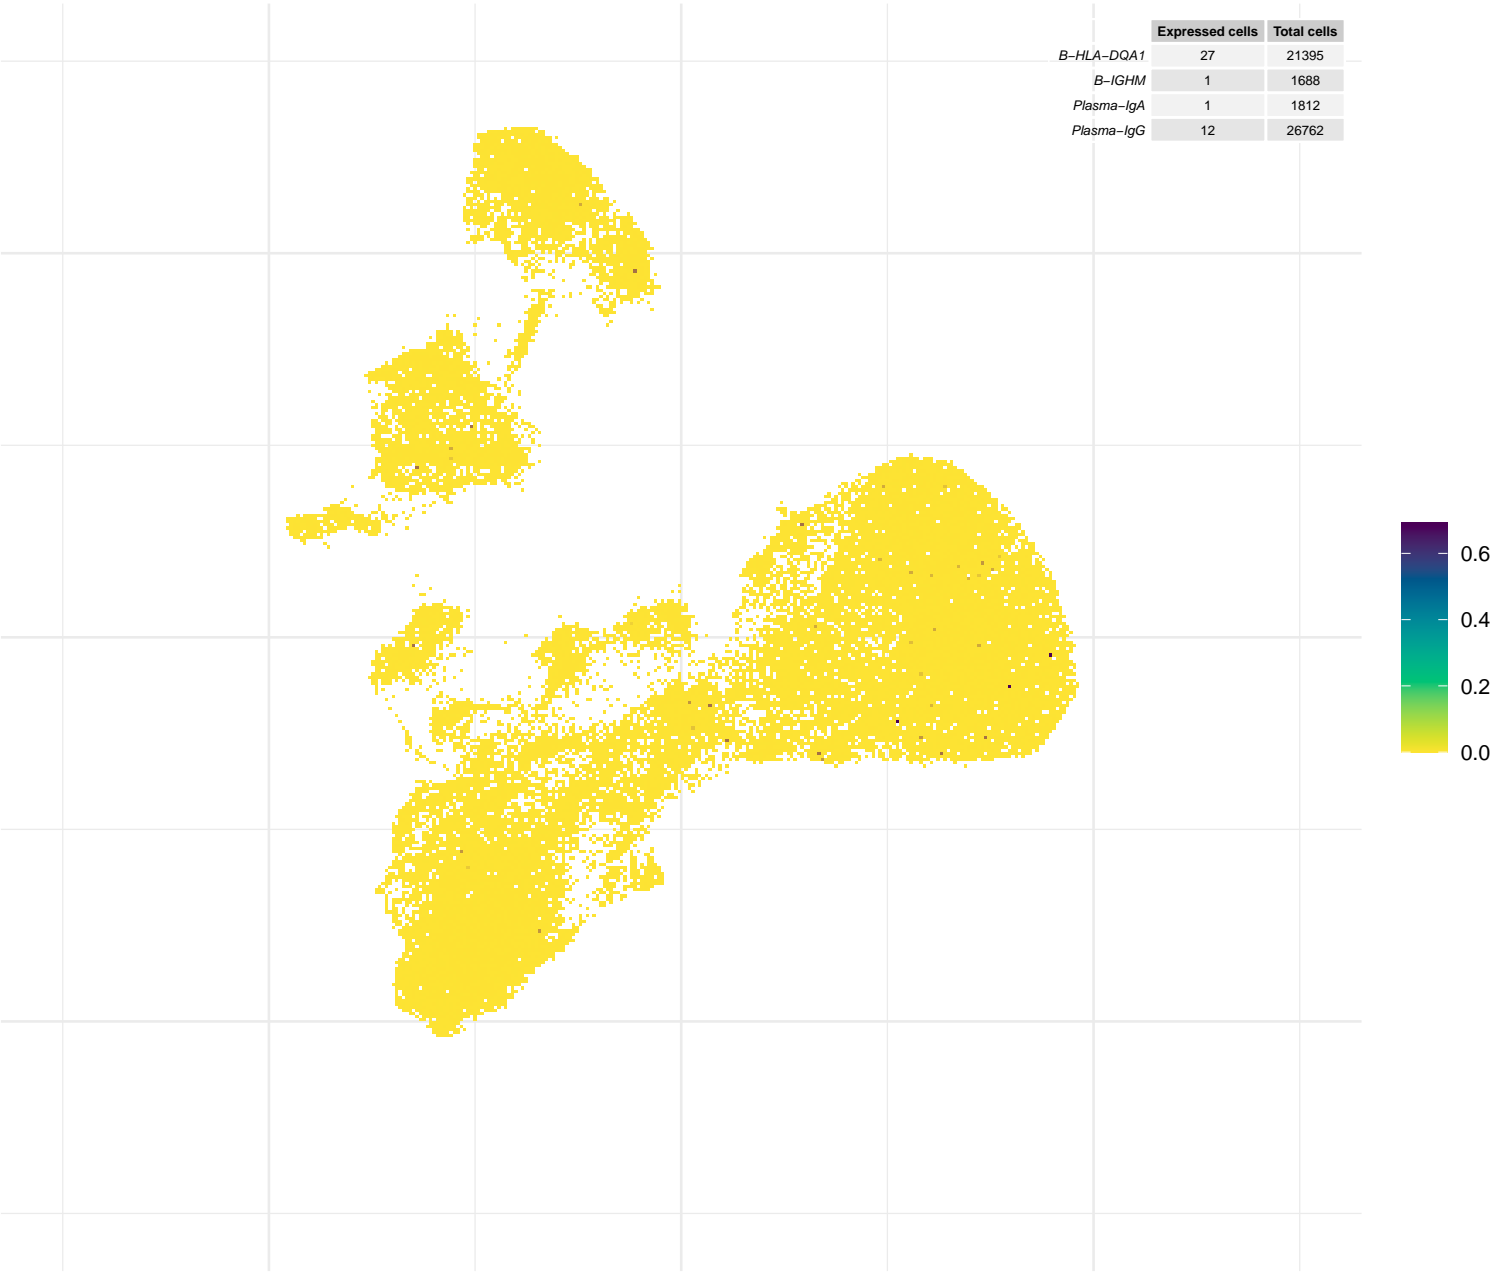 Expressed cells Total cells
B−HLA−DQA1 27 21395
B−IGHM 1 1688
Plasma−IgA 1 1812
Plasma−IgG 12 26762
0.6
0.4
0.2
0.0